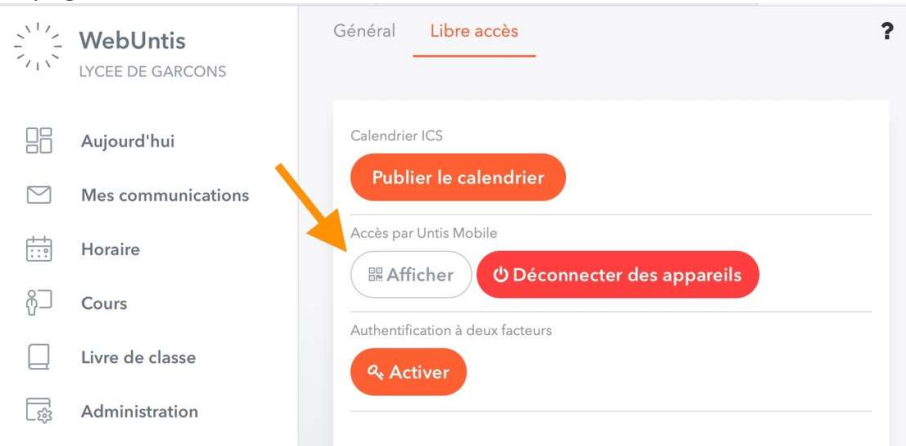 WebUntis
LYCEE DE GARCONS
Aujourd'hui
Mes communications
Horaire
Cours
Livre de classe
Administration
Général Libre accès ?
Calendrier ICS
Publier le calendrier
Accès par Untis Mobile
Afficher Déconnecter des appareils
Authentification à deux facteurs
Activer